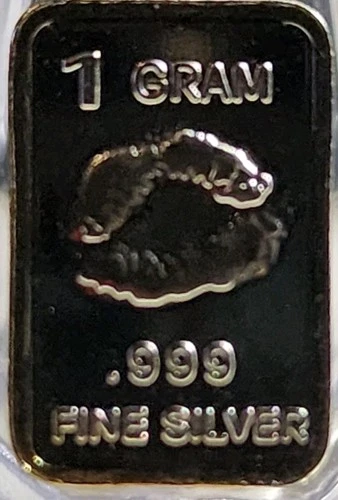 1 GRAM
.999
FINE SILVER